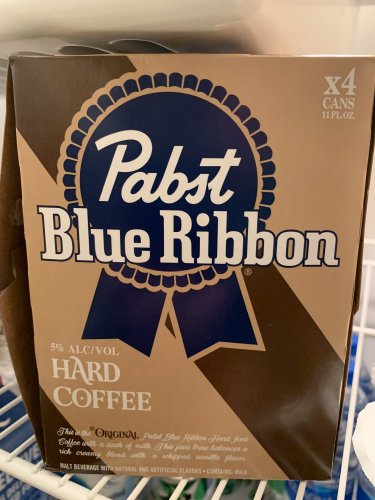 x4
CANS
11 FL. OZ.
Pabst
Blue Ribbon®
5% ALC/VOL
HARD
COFFEE
This is the "ORIGINAL" Pabst Blue Ribbon Hard Iced
Coffee with a dash of milk. This java brew balances a
rich creamy blend with a whipped vanilla flavor.
MALT BEVERAGE WITH NATURAL AND ARTIFICIAL FLAVORS • CONTAINS: MILK